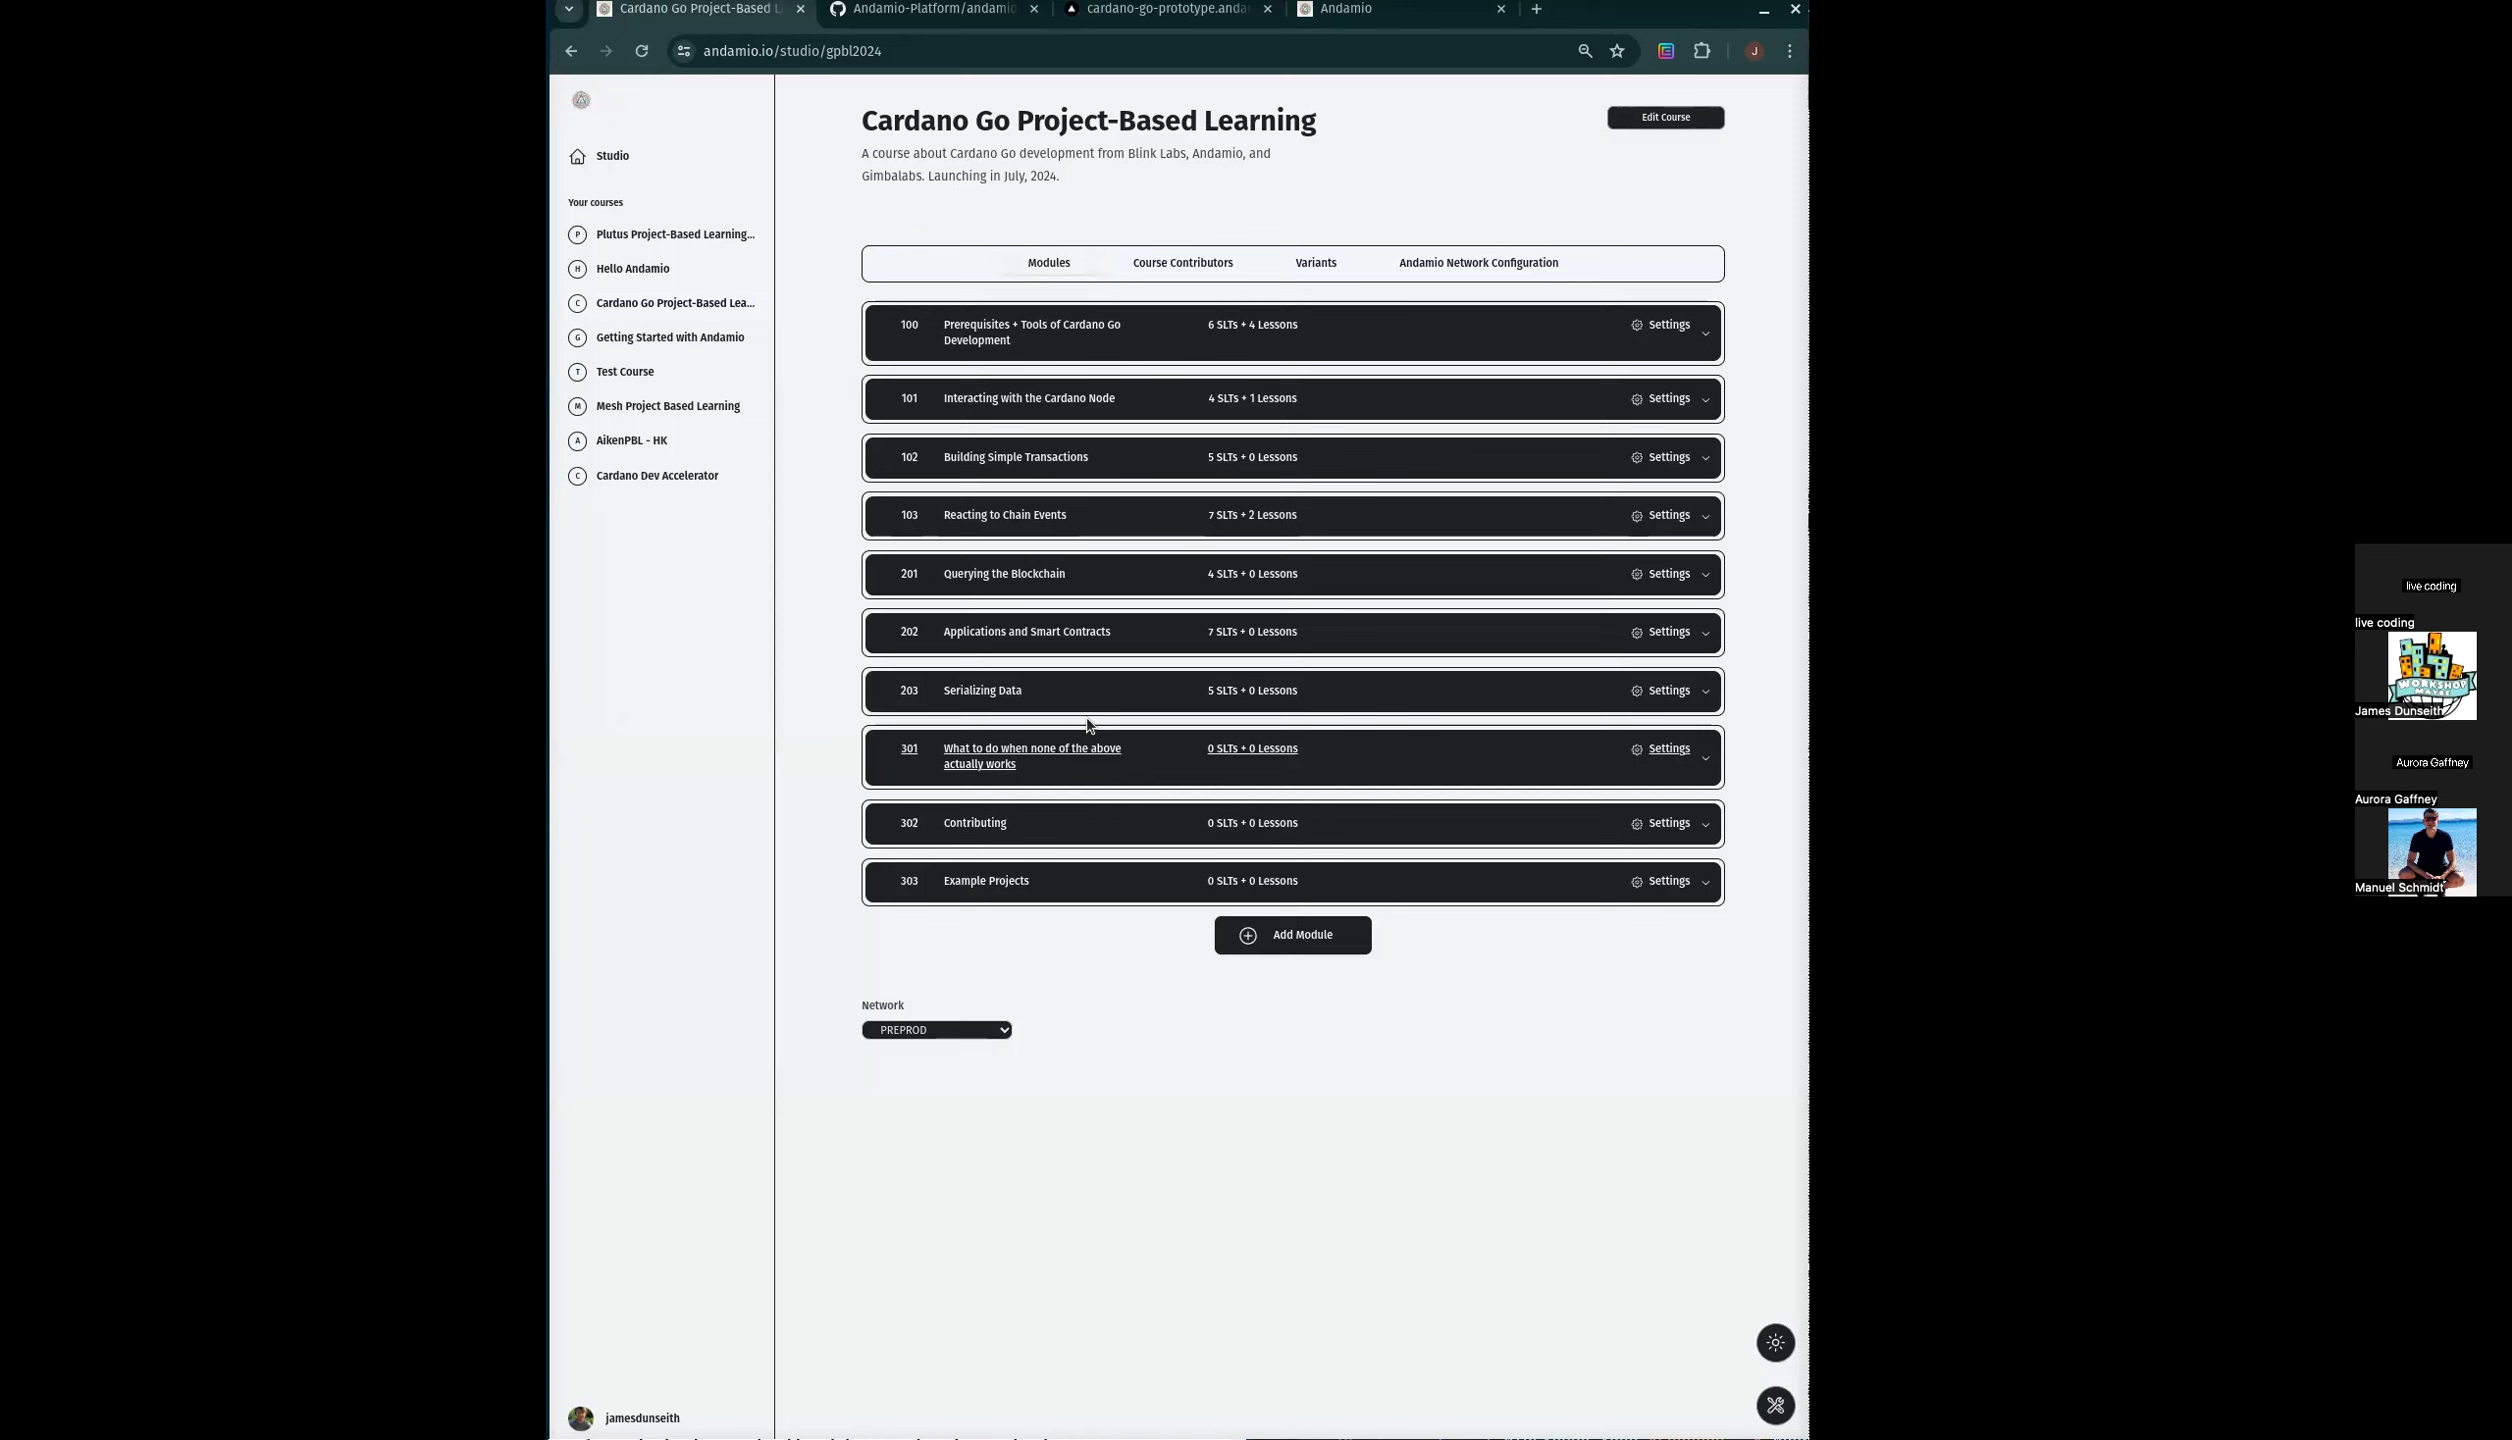 Cardano Go Project-Based L
Andamio-Platform/andamio
cardano-go-prototype.anda
Andamio
andamio.io/studio/gpbl2024
J
Studio
Your courses
P Plutus Project-Based Learning...
H Hello Andamio
C Cardano Go Project-Based Lea...
G Getting Started with Andamio
T Test Course
M Mesh Project Based Learning
A AikenPBL - HK
C Cardano Dev Accelerator
jamesdunseith
Cardano Go Project-Based Learning
Edit Course
A course about Cardano Go development from Blink Labs, Andamio, and
Gimbalabs. Launching in July, 2024.
Modules Course Contributors Variants Andamio Network Configuration
100 Prerequisites + Tools of Cardano Go 6 SLTs + 4 Lessons Settings
Development
101 Interacting with the Cardano Node 4 SLTs + 1 Lessons Settings
102 Building Simple Transactions 5 SLTs + 0 Lessons Settings
103 Reacting to Chain Events 7 SLTs + 2 Lessons Settings
201 Querying the Blockchain 4 SLTs + 0 Lessons Settings
202 Applications and Smart Contracts 7 SLTs + 0 Lessons Settings
203 Serializing Data 5 SLTs + 0 Lessons Settings
301 What to do when none of the above 0 SLTs + 0 Lessons Settings
actually works
302 Contributing 0 SLTs + 0 Lessons Settings
303 Example Projects 0 SLTs + 0 Lessons Settings
Add Module
Network
PREPROD
live coding
live coding
WORKSHOP
MAYBE
James Dunseith
Aurora Gaffney
Aurora Gaffney
Manuel Schmidt